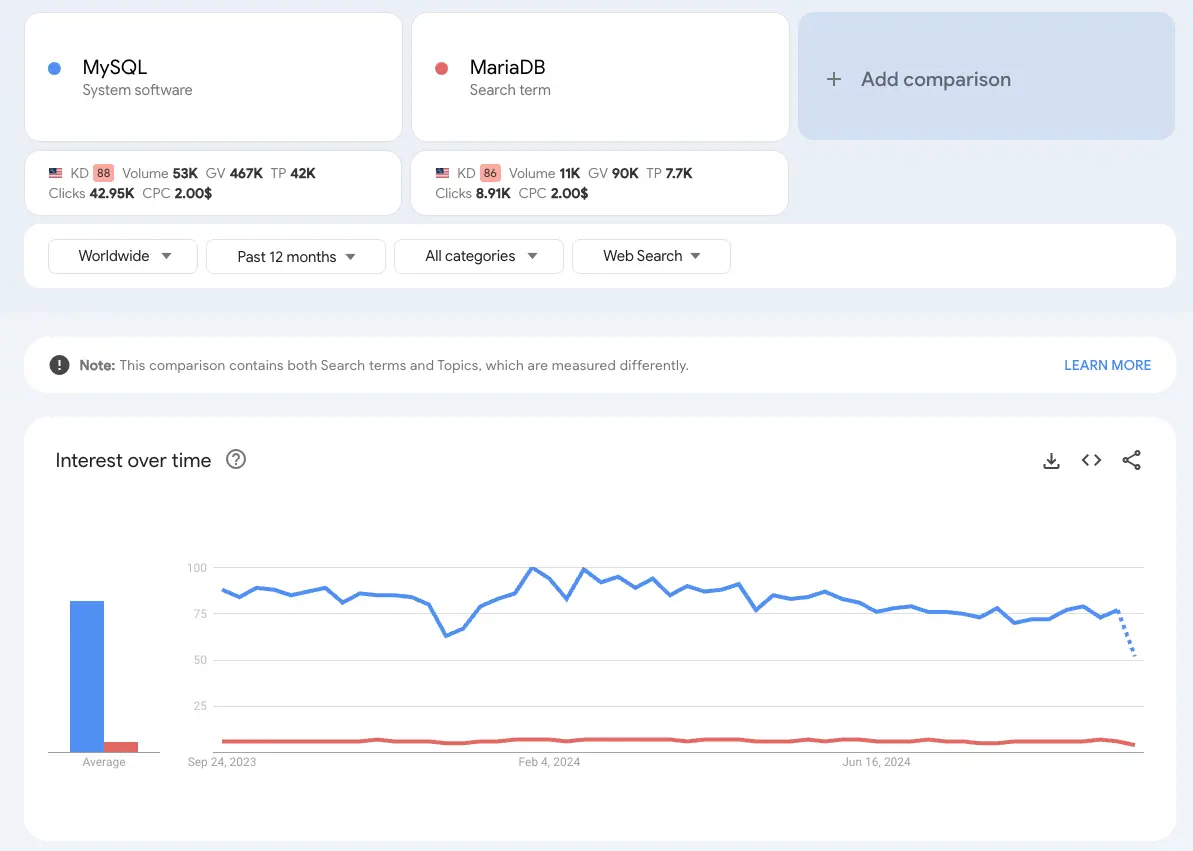 MySQL
System software
MariaDB
Search term
+ Add comparison
KD 88 Volume 53K GV 467K TP 42K
Clicks 42.95K CPC 2.00$
KD 86 Volume 11K GV 90K TP 7.7K
Clicks 8.91K CPC 2.00$
Worldwide
Past 12 months
All categories
Web Search
Note: This comparison contains both Search terms and Topics, which are measured differently.
LEARN MORE
Interest over time
100
75
50
25
Average
Sep 24, 2023
Feb 4, 2024
Jun 16, 2024